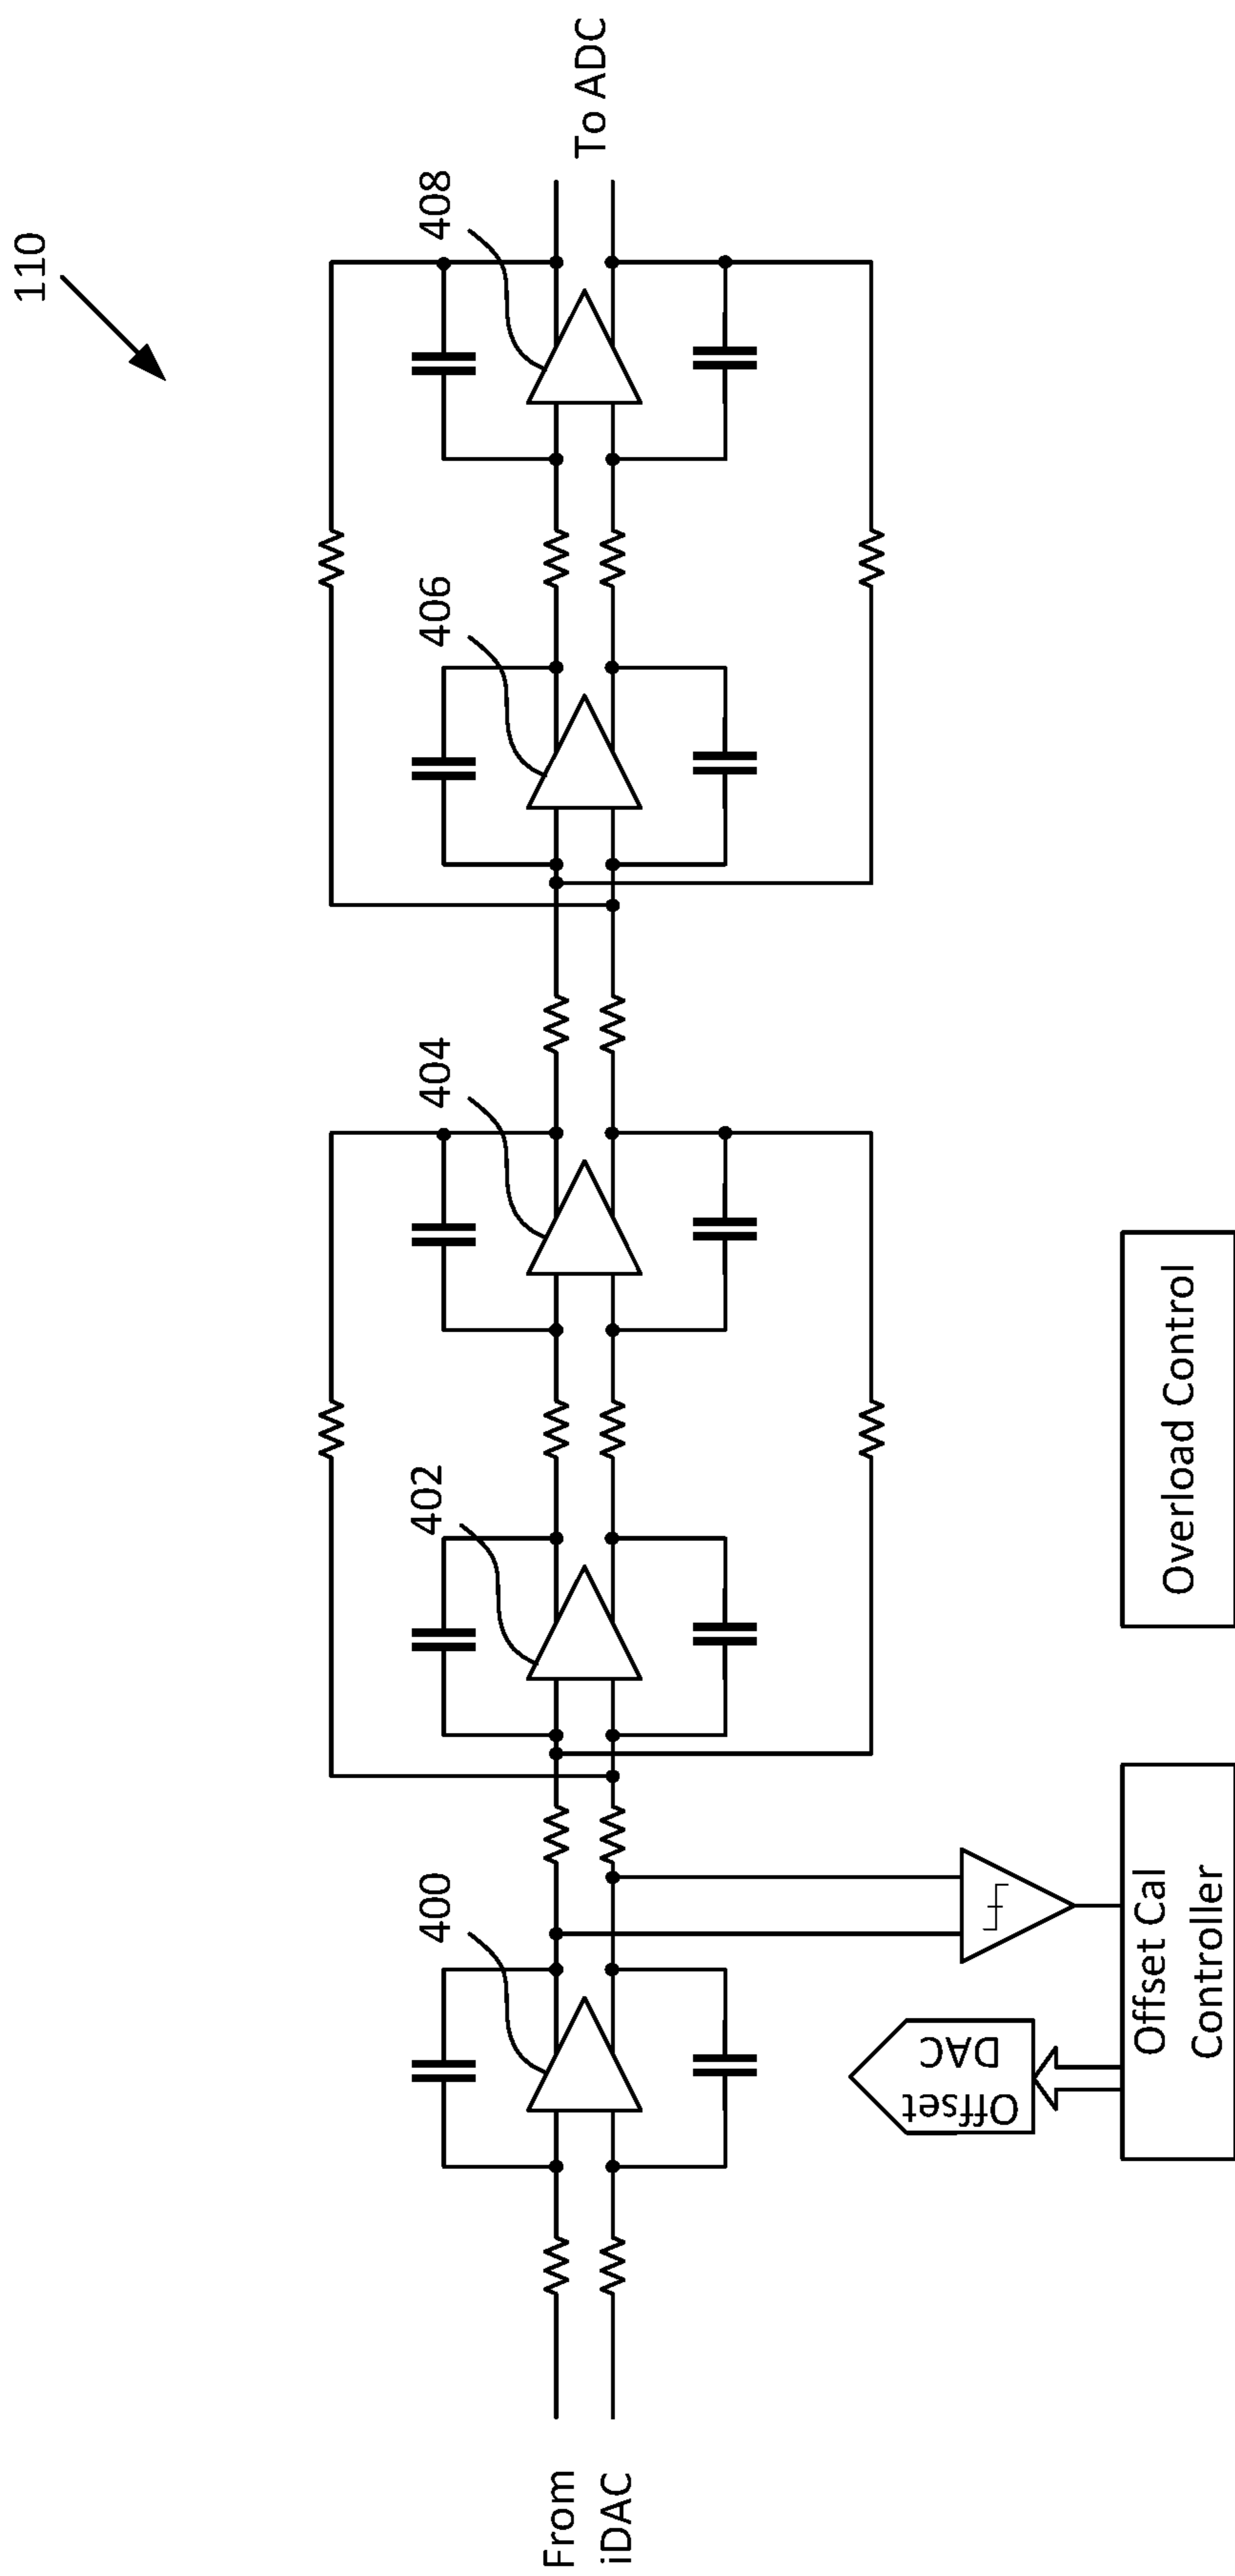 110
To ADC
408
406
404
402
400
From
iDAC
Offset
DAC
Offset Cal
Controller
Overload Control